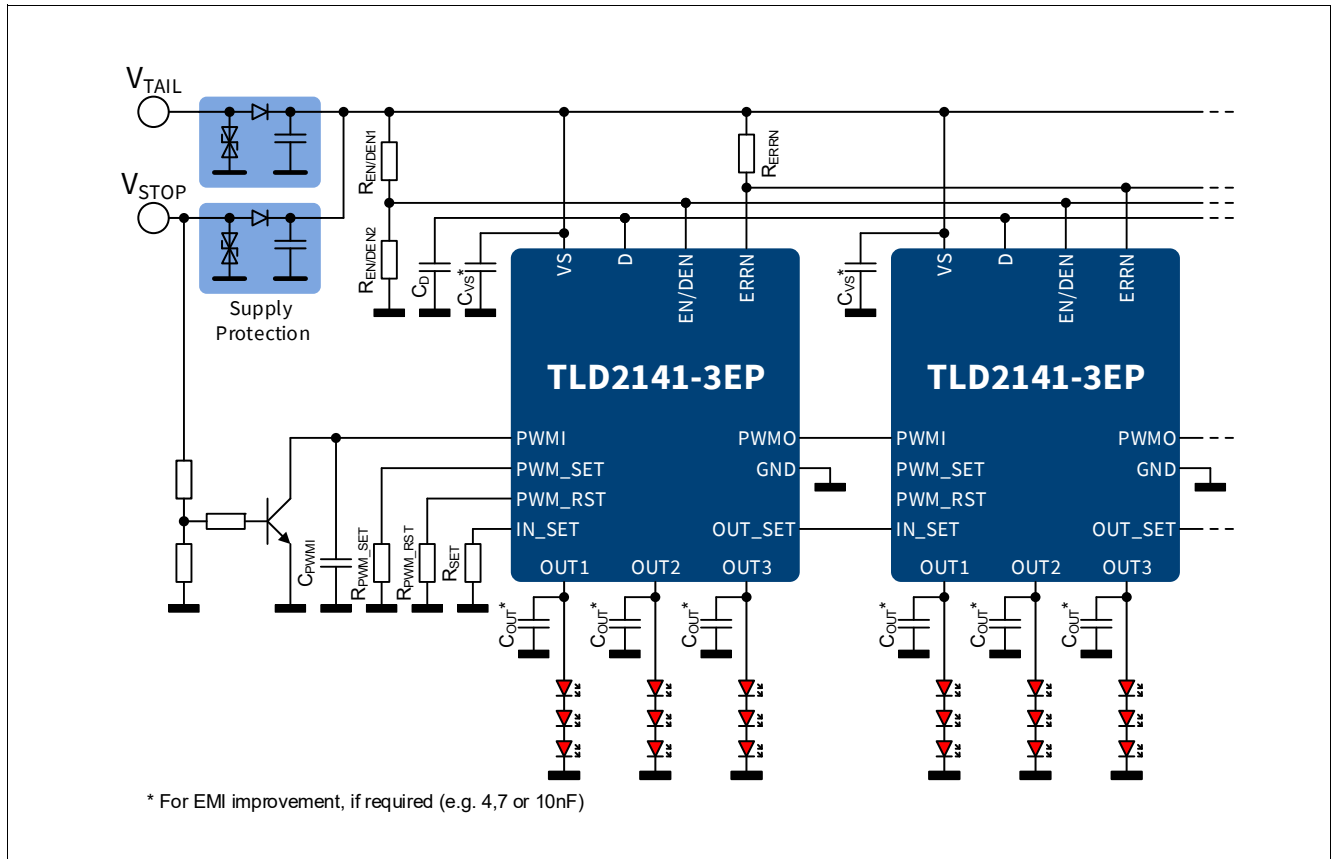 VTAIL
VSTOP
Supply
Protection
REN/DEN1
REN/DEN2
CD
CVS*
RERRN
VS
D
EN/DEN
ERRN
CVS*
VS
D
EN/DEN
ERRN
TLD2141-3EP
TLD2141-3EP
PWMI
PWMO
PWMI
PWMO
PWM_SET
GND
PWM_SET
GND
PWM_RST
PWM_RST
IN_SET
OUT_SET
IN_SET
OUT_SET
OUT1
OUT2
OUT3
OUT1
OUT2
OUT3
CPWMI
RPWM_SET
RPWM_RST
RSET
COUT*
COUT*
COUT*
COUT*
COUT*
COUT*
* For EMI improvement, if required (e.g. 4,7 or 10nF)